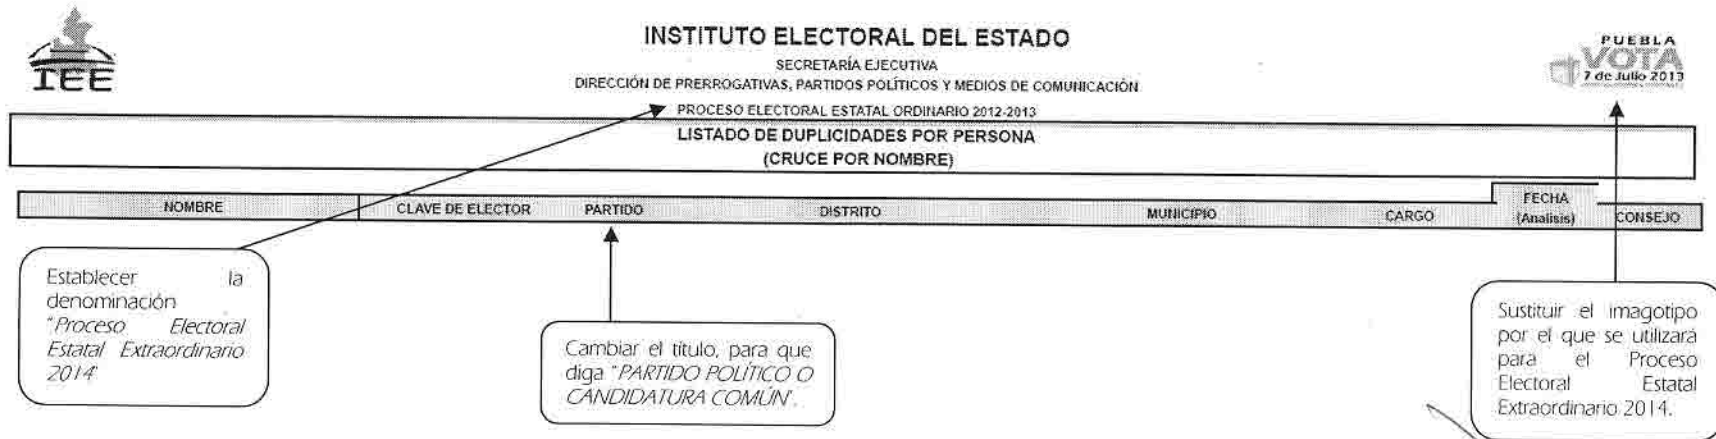 IEE
INSTITUTO ELECTORAL DEL ESTADO
SECRETARÍA EJECUTIVA
DIRECCIÓN DE PRERROGATIVAS, PARTIDOS POLÍTICOS Y MEDIOS DE COMUNICACIÓN
PROCESO ELECTORAL ESTATAL ORDINARIO 2012-2013
PUEBLA
VOTA
7 de Julio 2013
LISTADO DE DUPLICIDADES POR PERSONA
(CRUCE POR NOMBRE)
NOMBRE CLAVE DE ELECTOR PARTIDO DISTRITO MUNICIPIO CARGO FECHA (Analisis) CONSEJO
Establecer la
denominación
"Proceso Electoral
Estatal Extraordinario
2014"
Cambiar el título, para que
diga "PARTIDO POLÍTICO O
CANDIDATURA COMÚN".
Sustituir el imagotipo
por el que se utilizará
para el Proceso
Electoral Estatal
Extraordinario 2014.